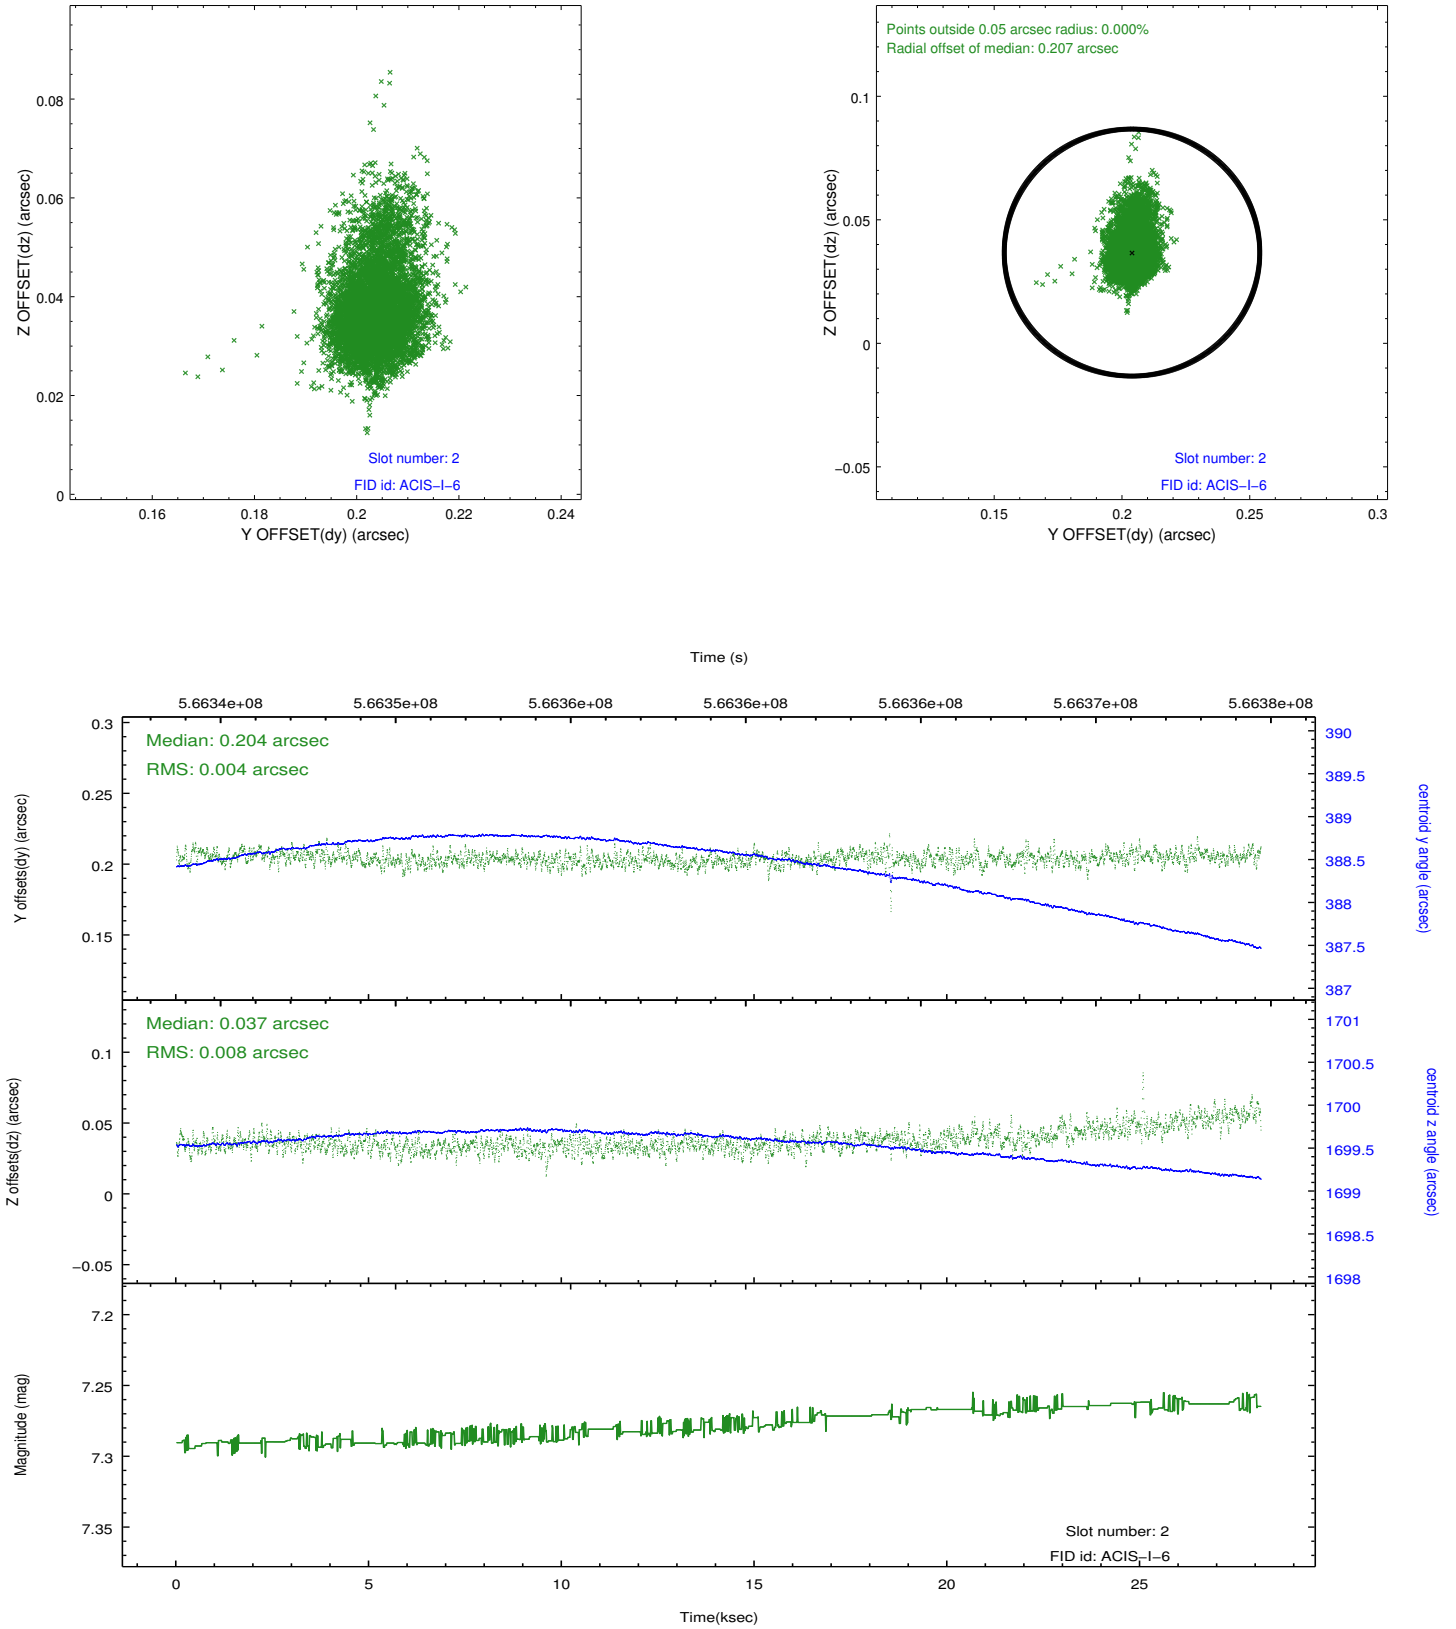 0.08
0.06
0.04
0.02
0
Z OFFSET(dz) (arcsec)
Slot number: 2
FID id: ACIS−I−6
0.16 0.18 0.2 0.22 0.24
Y OFFSET(dy) (arcsec)
Points outside 0.05 arcsec radius: 0.000%
Radial offset of median: 0.207 arcsec
0.1
0.05
0
−0.05
Z OFFSET(dz) (arcsec)
Slot number: 2
FID id: ACIS−I−6
0.15 0.2 0.25 0.3
Y OFFSET(dy) (arcsec)
Time (s)
5.6634e+08 5.6635e+08 5.6636e+08 5.6636e+08 5.6636e+08 5.6637e+08 5.6638e+08
Median: 0.204 arcsec
RMS: 0.004 arcsec
0.3
0.25
0.2
0.15
Y offsets(dy) (arcsec)
390
389.5
389
388.5
388
387.5
387
centroid y angle (arcsec)
Median: 0.037 arcsec
RMS: 0.008 arcsec
0.1
0.05
0
−0.05
Z offsets(dz) (arcsec)
1701
1700.5
1700
1699.5
1699
1698.5
1698
centroid z angle (arcsec)
7.2
7.25
7.3
7.35
Magnitude (mag)
Slot number: 2
FID id: ACIS−I−6
0 5 10 15 20 25
Time(ksec)